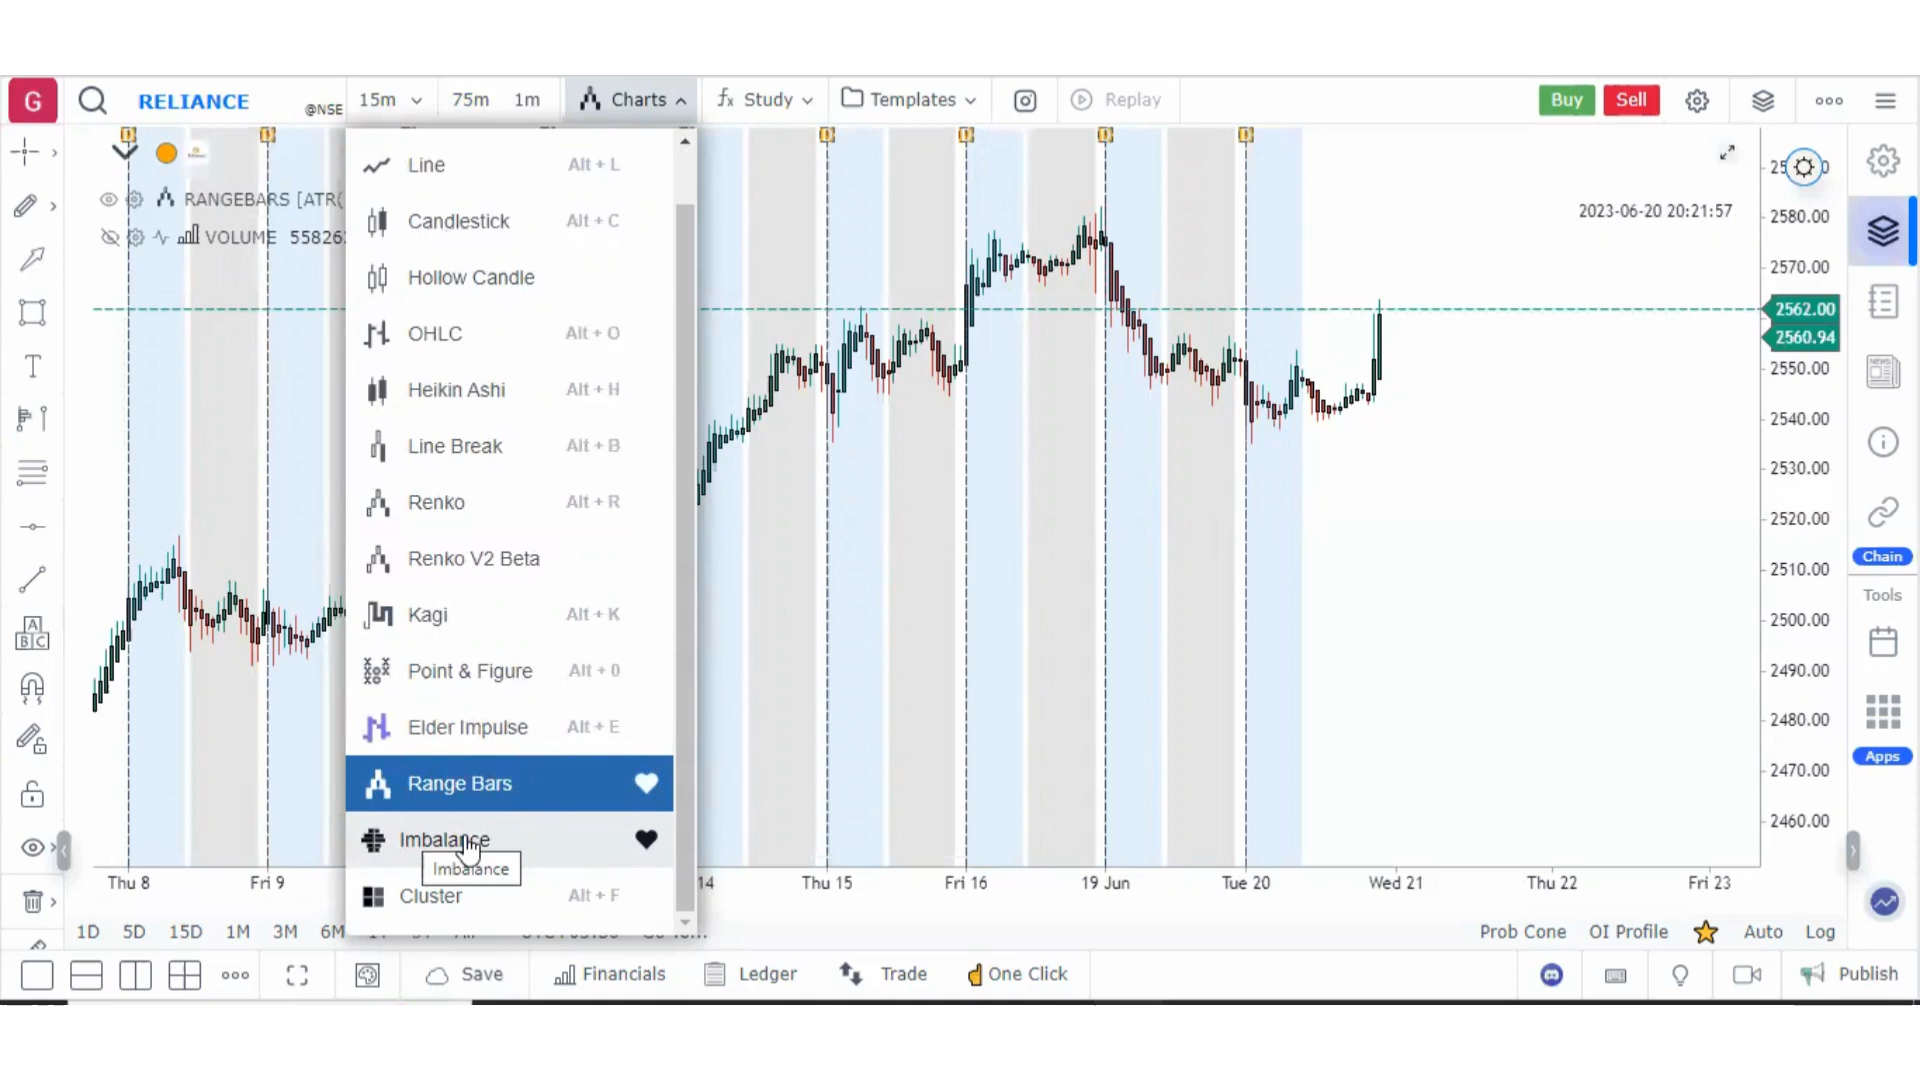 G
RELIANCE
@NSE
15m
75m
1m
Charts
fx Study
Templates
Replay
Buy
Sell
RANGEBARS [ATR(
VOLUME 55826
Line Alt + L
Candlestick Alt + C
Hollow Candle
OHLC Alt + O
Heikin Ashi Alt + H
Line Break Alt + B
Renko Alt + R
Renko V2 Beta
Kagi Alt + K
Point & Figure Alt + 0
Elder Impulse Alt + E
Range Bars
Imbalance
Imbalance
Cluster Alt + F
2023-06-20 20:21:57
2580.00
2570.00
2562.00
2560.94
2550.00
2540.00
2530.00
2520.00
2510.00
2500.00
2490.00
2480.00
2470.00
2460.00
T
A
B C
NEWS
Chain
Tools
Apps
Thu 8
Fri 9
14
Thu 15
Fri 16
19 Jun
Tue 20
Wed 21
Thu 22
Fri 23
1D 5D 15D 1M 3M 6M
Prob Cone OI Profile Auto Log
Save
Financials
Ledger
Trade
One Click
Publish